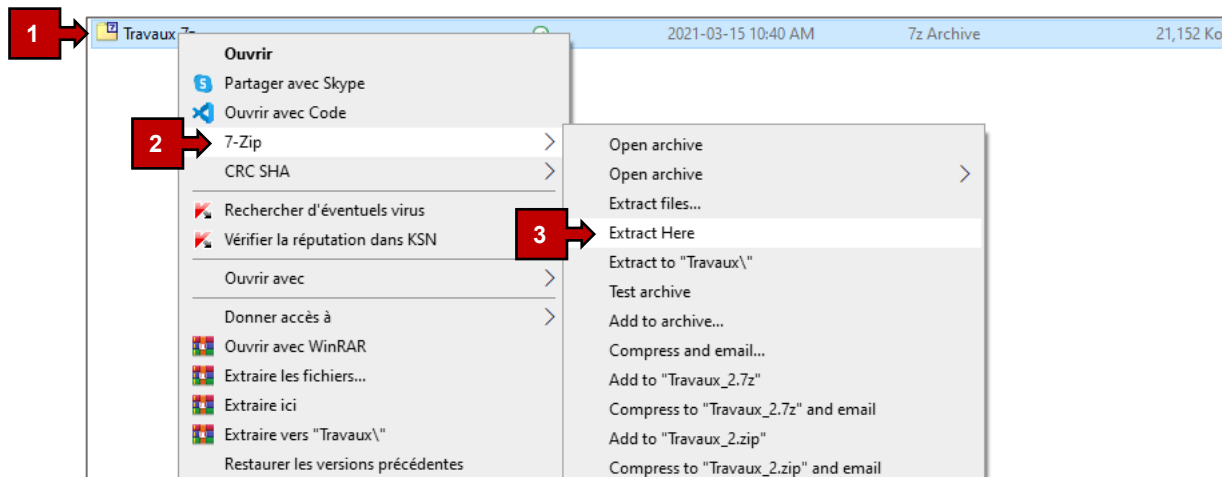 1
Travaux.7z
2021-03-15 10:40 AM
7z Archive
21,152 Ko
Ouvrir
Partager avec Skype
Ouvrir avec Code
2
7-Zip
CRC SHA
Rechercher d'éventuels virus
Vérifier la réputation dans KSN
Ouvrir avec
Donner accès à
Ouvrir avec WinRAR
Extraire les fichiers...
Extraire ici
Extraire vers "Travaux\"
Restaurer les versions précédentes
Open archive
Open archive
Extract files...
3
Extract Here
Extract to "Travaux\"
Test archive
Add to archive...
Compress and email...
Add to "Travaux_2.7z"
Compress to "Travaux_2.7z" and email
Add to "Travaux_2.zip"
Compress to "Travaux_2.zip" and email